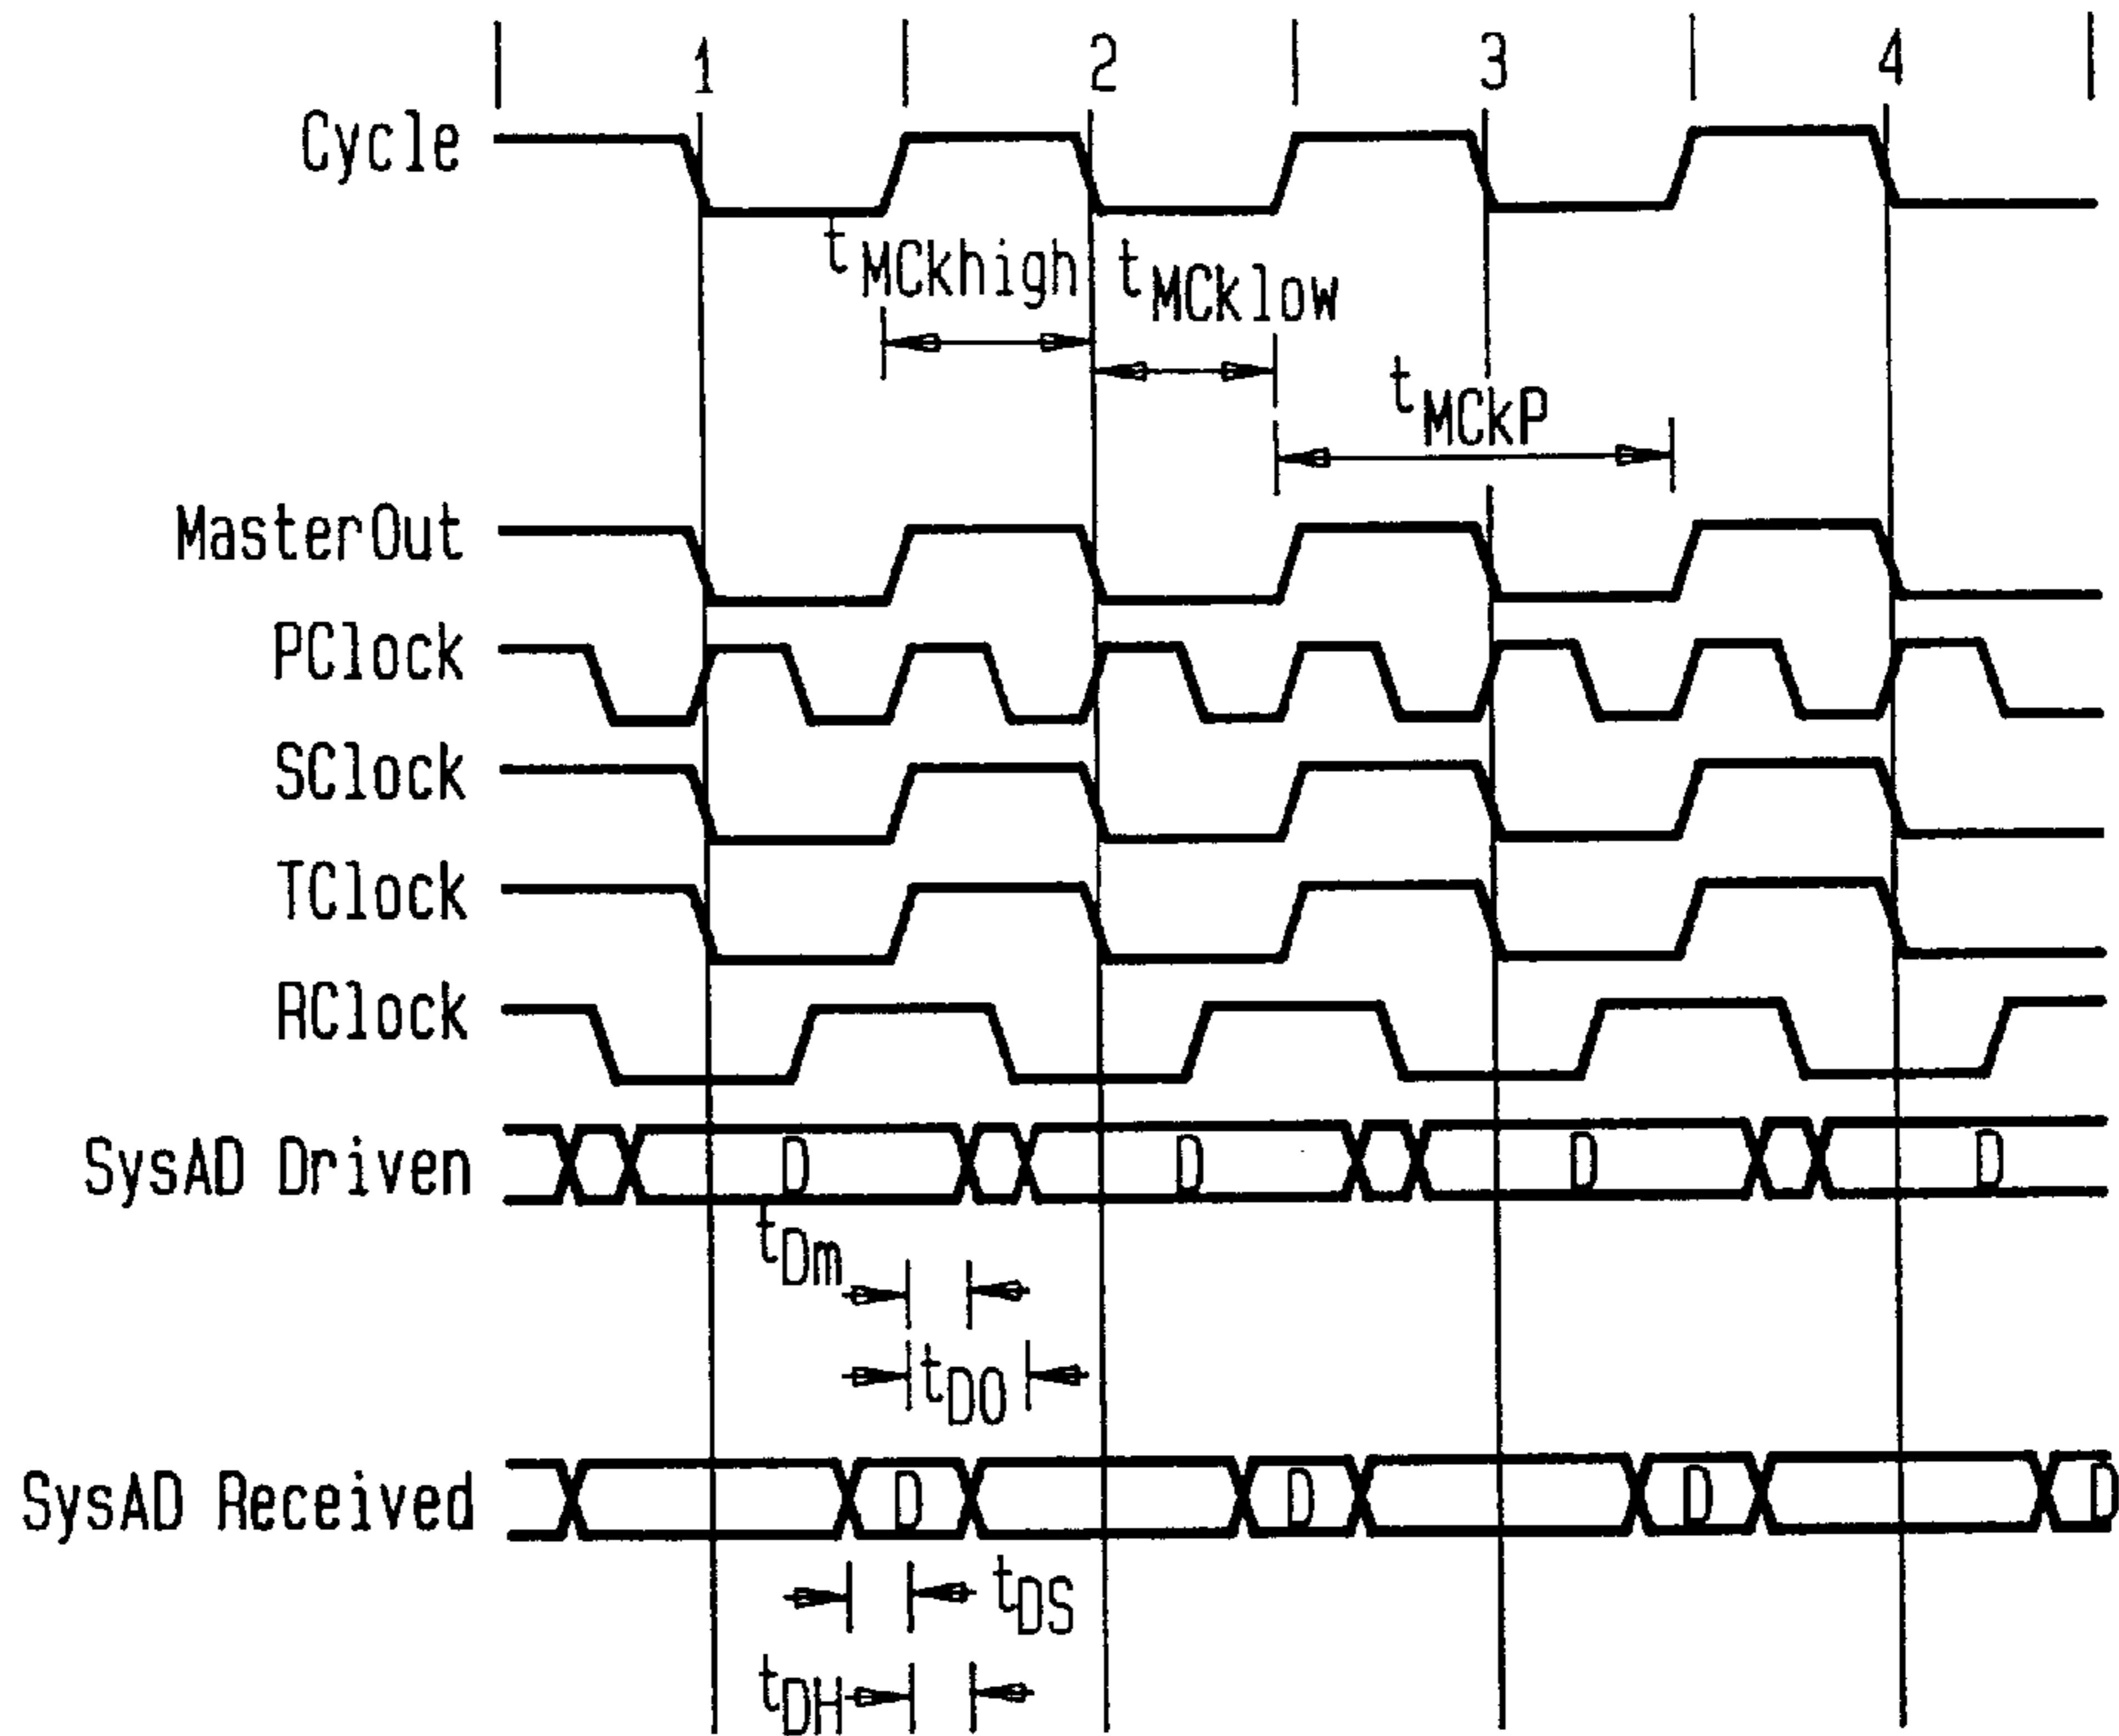 1 2 3 4
Cycle
tMCkhigh tMCklow
tMCkP
MasterOut
PClock
SClock
TClock
RClock
SysAD Driven D D D D
tDm
tDO
SysAD Received D D D D
tDS
tDH